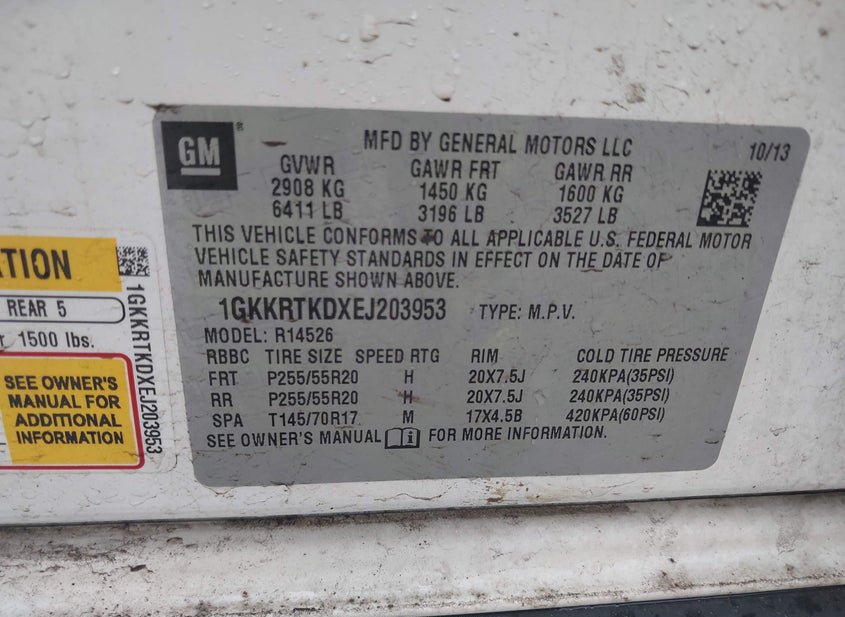 GM ®
MFD BY GENERAL MOTORS LLC 10/13
GVWR GAWR FRT GAWR RR
2908 KG 1450 KG 1600 KG
6411 LB 3196 LB 3527 LB
THIS VEHICLE CONFORMS TO ALL APPLICABLE U.S. FEDERAL MOTOR
VEHICLE SAFETY STANDARDS IN EFFECT ON THE DATE OF
MANUFACTURE SHOWN ABOVE.
1GKKRTKDXEJ203953 TYPE: M.P.V.
MODEL: R14526
RBBC TIRE SIZE SPEED RTG RIM COLD TIRE PRESSURE
FRT P255/55R20 H 20X7.5J 240KPA(35PSI)
RR P255/55R20 H 20X7.5J 240KPA(35PSI)
SPA T145/70R17 M 17X4.5B 420KPA(60PSI)
SEE OWNER'S MANUAL FOR MORE INFORMATION.
REAR 5
1500 lbs.
SEE OWNER'S
MANUAL FOR
ADDITIONAL
INFORMATION
1GKKRTKDXEJ203953